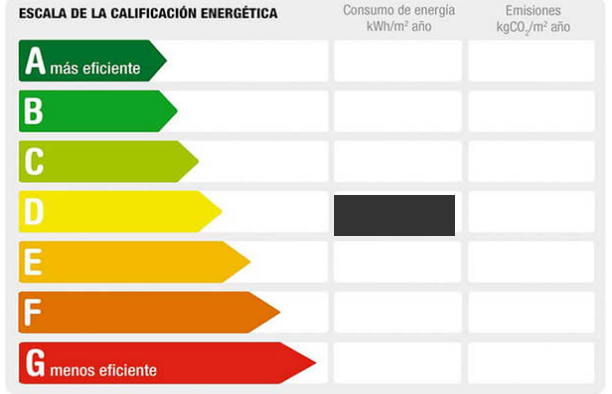 ESCALA DE LA CALIFICACIÓN ENERGÉTICA
Consumo de energía
kWh/m² año
Emisiones
kgCO₂/m² año
A más eficiente
B
C
D
E
F
G menos eficiente